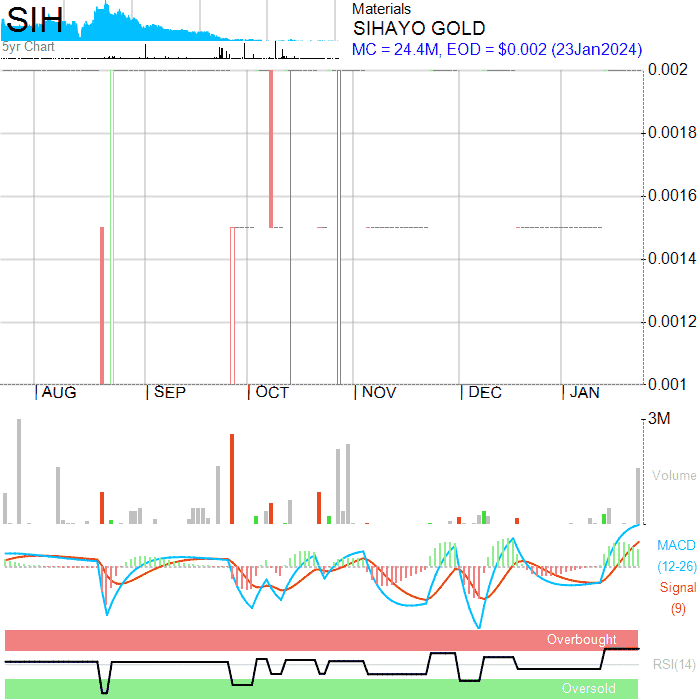 SIH
5yr Chart
Materials
SIHAYO GOLD
MC = 24.4M, EOD = $0.002 (23Jan2024)
0.002
0.0018
0.0016
0.0014
0.0012
0.001
AUG SEP OCT NOV DEC JAN
3M
Volume
MACD
(12-26)
Signal
(9)
Overbought
RSI(14)
Oversold